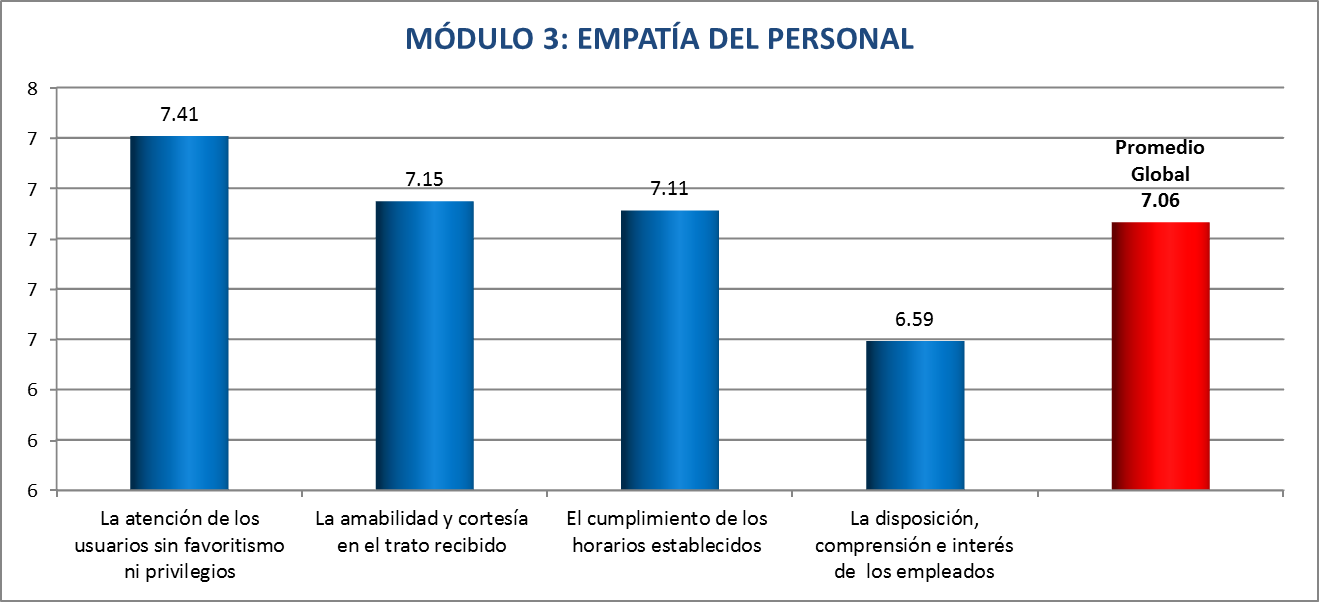 MÓDULO 3: EMPATÍA DEL PERSONAL
8
7
7
7
7
7
6
6
6
7.41
7.15
7.11
6.59
Promedio
Global
7.06
La atención de los
usuarios sin favoritismo
ni privilegios
La amabilidad y cortesía
en el trato recibido
El cumplimiento de los
horarios establecidos
La disposición,
comprensión e interés
de los empleados